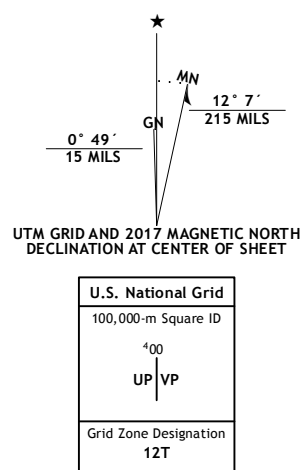 ★
MN
GN
12° 7´
215 MILS
0° 49´
15 MILS
UTM GRID AND 2017 MAGNETIC NORTH
DECLINATION AT CENTER OF SHEET
U.S. National Grid
100,000-m Square ID
⁴00
UP VP
Grid Zone Designation
12T